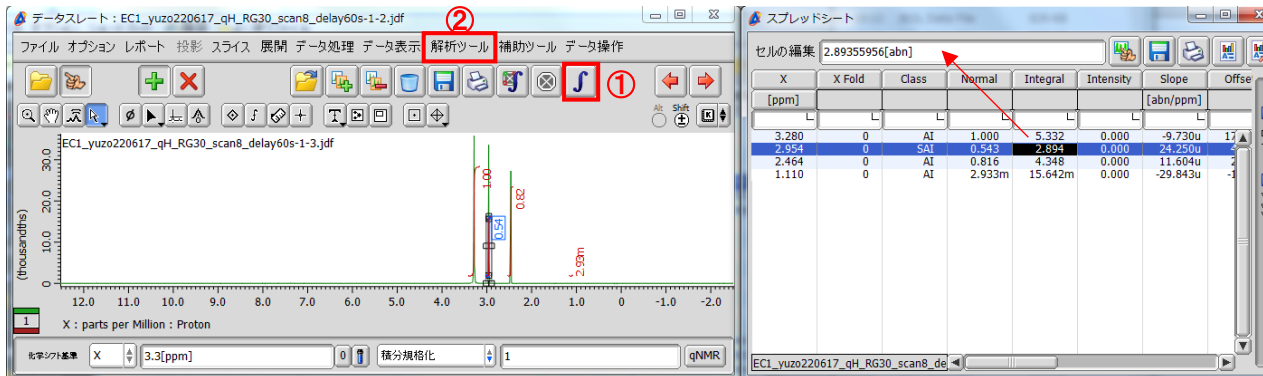 ②
データスレート：EC1_yuzo220617_qH_RG30_scan8_delay60s-1-2.jdf
ファイル オプション レポート 投影 スライス 展開 データ処理 データ表示 解析ツール 補助ツール データ操作
①
Alt Shift
EC1_yuzo220617_qH_RG30_scan8_delay60s-1-3.jdf
(thousandths)
30.0
20.0
10.0
0
1.00
0.54
0.82
2.93m
12.0 11.0 10.0 9.0 8.0 7.0 6.0 5.0 4.0 3.0 2.0 1.0 0 -1.0 -2.0
1
X : parts per Million : Proton
化学シフト基準 X 3.3[ppm] 0 積分規格化 1 qNMR
スプレッドシート
セルの編集 2.89355956[abn]
X X Fold Class Normal Integral Intensity Slope Offse
[ppm] [abn/ppm]
3.280 0 AI 1.000 5.332 0.000 -9.730u 17
2.954 0 SAI 0.543 2.894 0.000 24.250u
2.464 0 AI 0.816 4.348 0.000 11.604u
1.110 0 AI 2.933m 15.642m 0.000 -29.843u -1
EC1_yuzo220617_qH_RG30_scan8_de